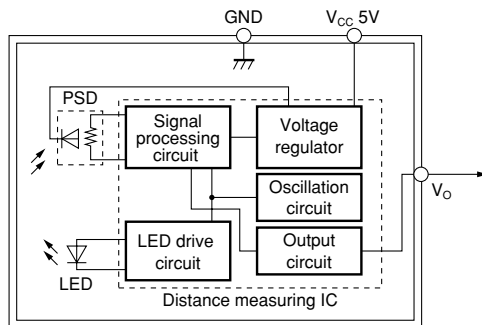 GND
VCC 5V
PSD
Signal
processing
circuit
Voltage
regulator
Oscillation
circuit
VO
LED drive
circuit
Output
circuit
LED
Distance measuring IC